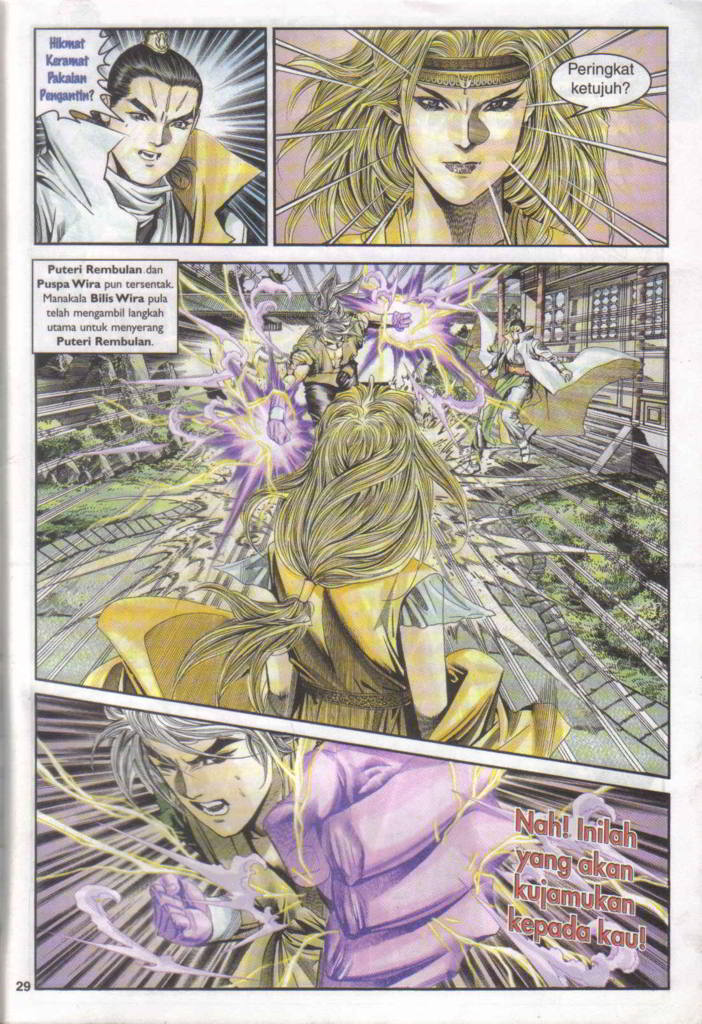 Hikmat
Keramat
Pakaian
Pengantin?
Peringkat
ketujuh?
Puteri Rembulan dan
Puspa Wira pun tersentak.
Manakala Bilis Wira pula
telah mengambil langkah
utama untuk menyerang
Puteri Rembulan.
Nah! Inilah
yang akan
kujamukan
kepada kau!
29